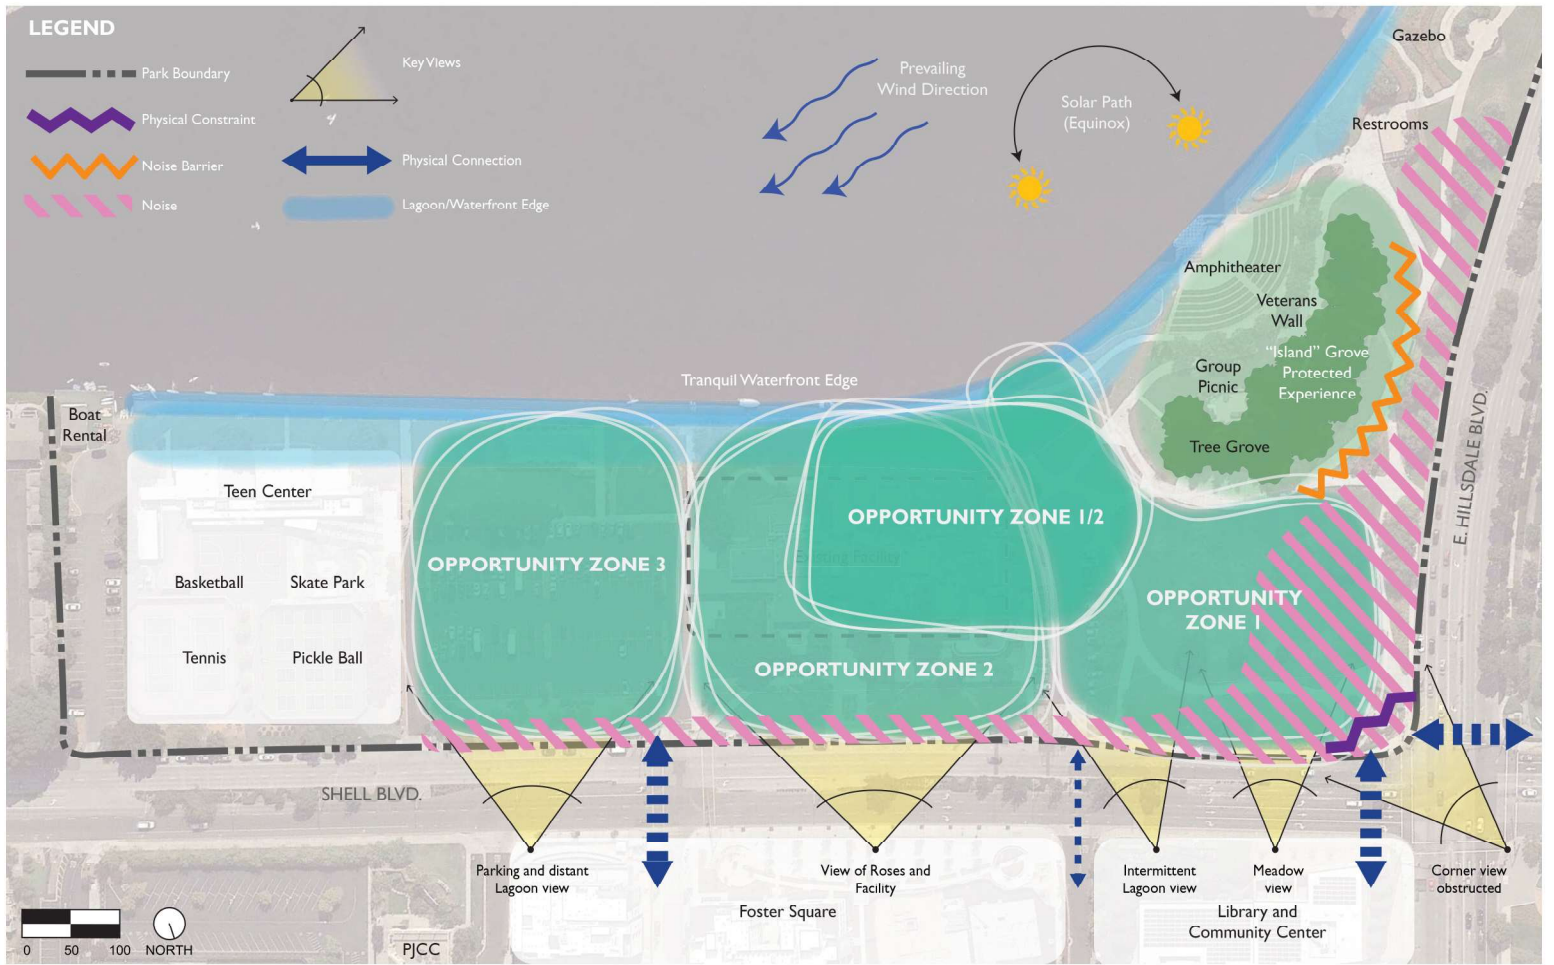 LEGEND
Park Boundary
Physical Constraint
Noise Barrier
Noise
Key Views
Physical Connection
Lagoon/Waterfront Edge
Prevailing
Wind Direction
Solar Path
(Equinox)
Gazebo
Restrooms
Amphitheater
Veterans
Wall
"Island" Grove
Protected
Experience
Group
Picnic
Tree Grove
Tranquil Waterfront Edge
Boat
Rental
Teen Center
Basketball
Skate Park
Tennis
Pickle Ball
OPPORTUNITY ZONE 3
OPPORTUNITY ZONE 1/2
Existing Facility
OPPORTUNITY ZONE 2
OPPORTUNITY
ZONE 1
E. HILLSDALE BLVD.
SHELL BLVD.
Parking and distant
Lagoon view
View of Roses and
Facility
Intermittent
Lagoon view
Meadow
view
Corner view
obstructed
Foster Square
Library and
Community Center
PJCC
0 50 100
NORTH